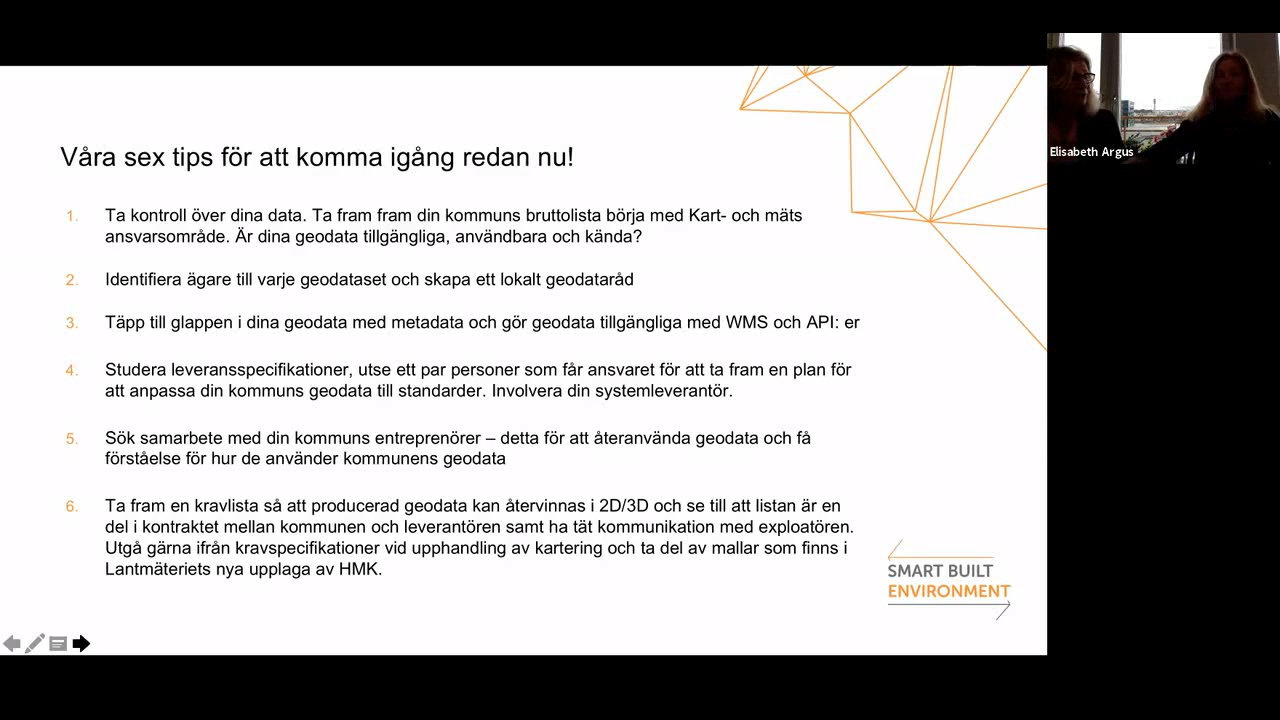 Våra sex tips för att komma igång redan nu!
1. Ta kontroll över dina data. Ta fram fram din kommuns bruttolista börja med Kart- och mäts
ansvarsområde. Är dina geodata tillgängliga, användbara och kända?
2. Identifiera ägare till varje geodataset och skapa ett lokalt geodataråd
3. Täpp till glappen i dina geodata med metadata och gör geodata tillgängliga med WMS och API: er
4. Studera leveransspecifikationer, utse ett par personer som får ansvaret för att ta fram en plan för
att anpassa din kommuns geodata till standarder. Involvera din systemleverantör.
5. Sök samarbete med din kommuns entreprenörer – detta för att återanvända geodata och få
förståelse för hur de använder kommunens geodata
6. Ta fram en kravlista så att producerad geodata kan återvinnas i 2D/3D och se till att listan är en
del i kontraktet mellan kommunen och leverantören samt ha tät kommunikation med exploatören.
Utgå gärna ifrån kravspecifikationer vid upphandling av kartering och ta del av mallar som finns i
Lantmäteriets nya upplaga av HMK.
SMART BUILT
ENVIRONMENT
Elisabeth Argus